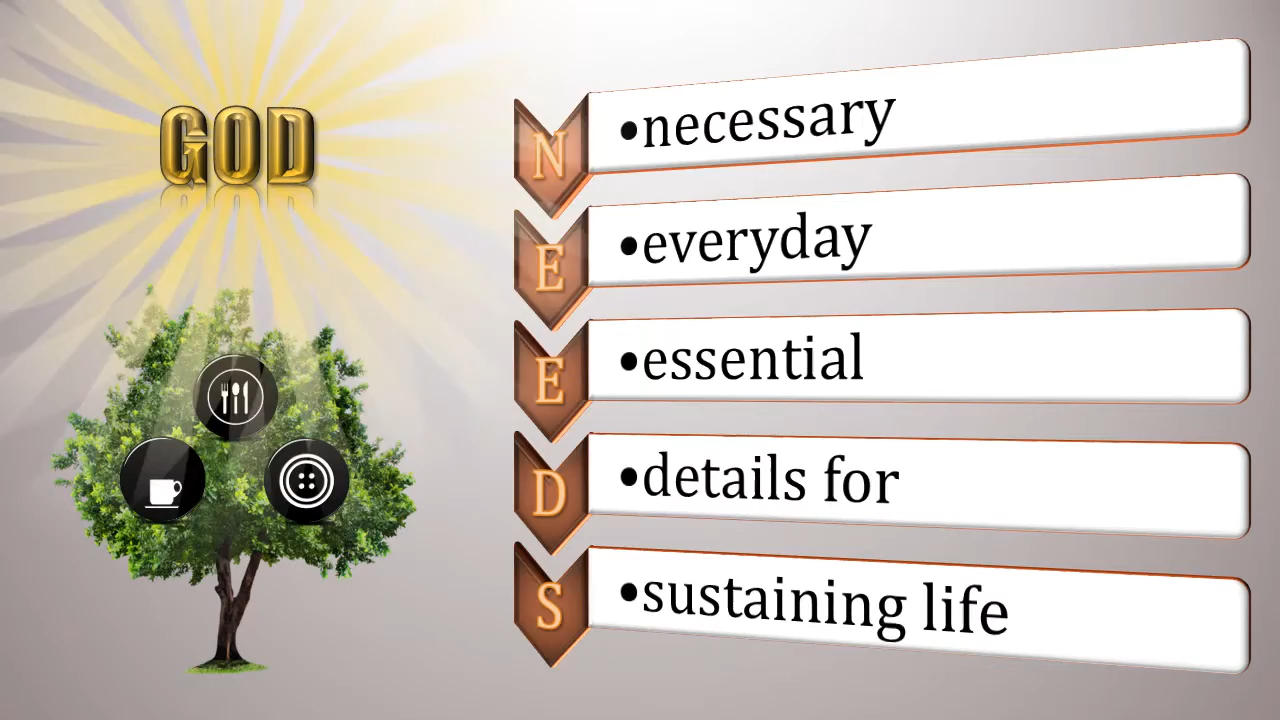 GOD
N
•necessary
E
•everyday
E
•essential
D
•details for
S
•sustaining life